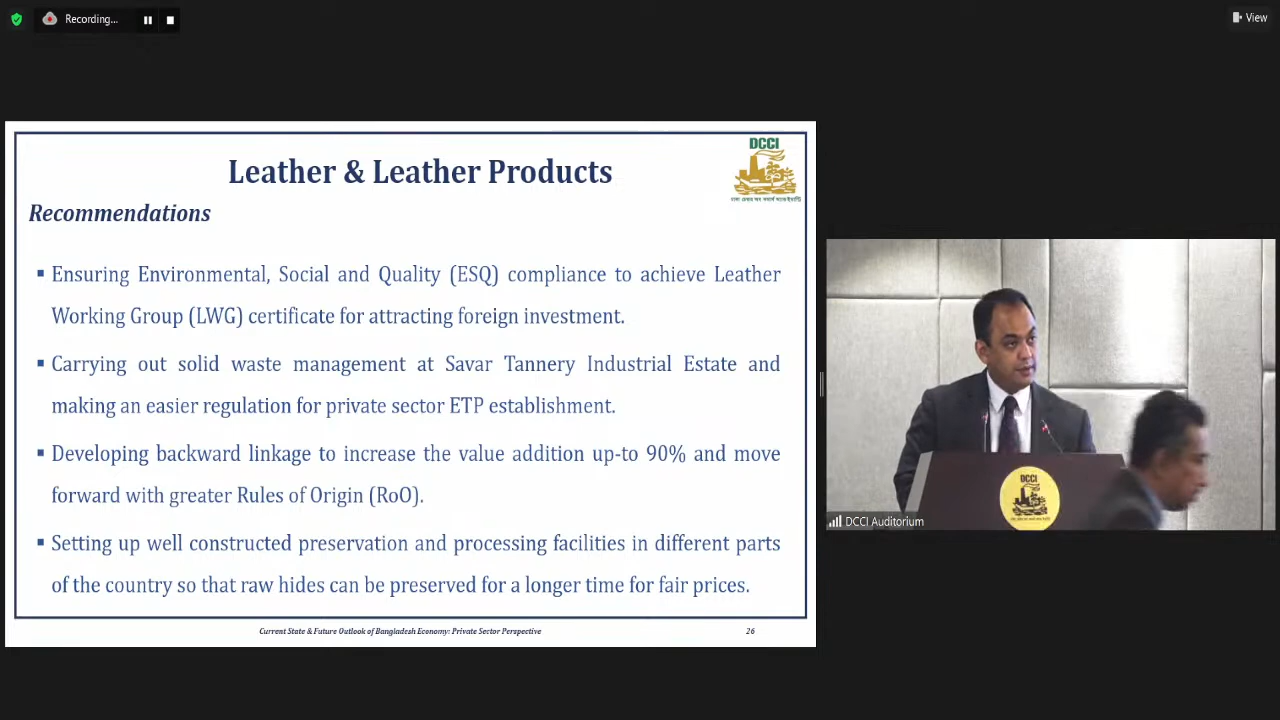 Recording...
View
DCCI
Leather & Leather Products
Recommendations
▪ Ensuring Environmental, Social and Quality (ESQ) compliance to achieve Leather
Working Group (LWG) certificate for attracting foreign investment.
▪ Carrying out solid waste management at Savar Tannery Industrial Estate and
making an easier regulation for private sector ETP establishment.
▪ Developing backward linkage to increase the value addition up-to 90% and move
forward with greater Rules of Origin (RoO).
▪ Setting up well constructed preservation and processing facilities in different parts
of the country so that raw hides can be preserved for a longer time for fair prices.
Current State & Future Outlook of Bangladesh Economy: Private Sector Perspective
26
DCCI
DCCI Auditorium